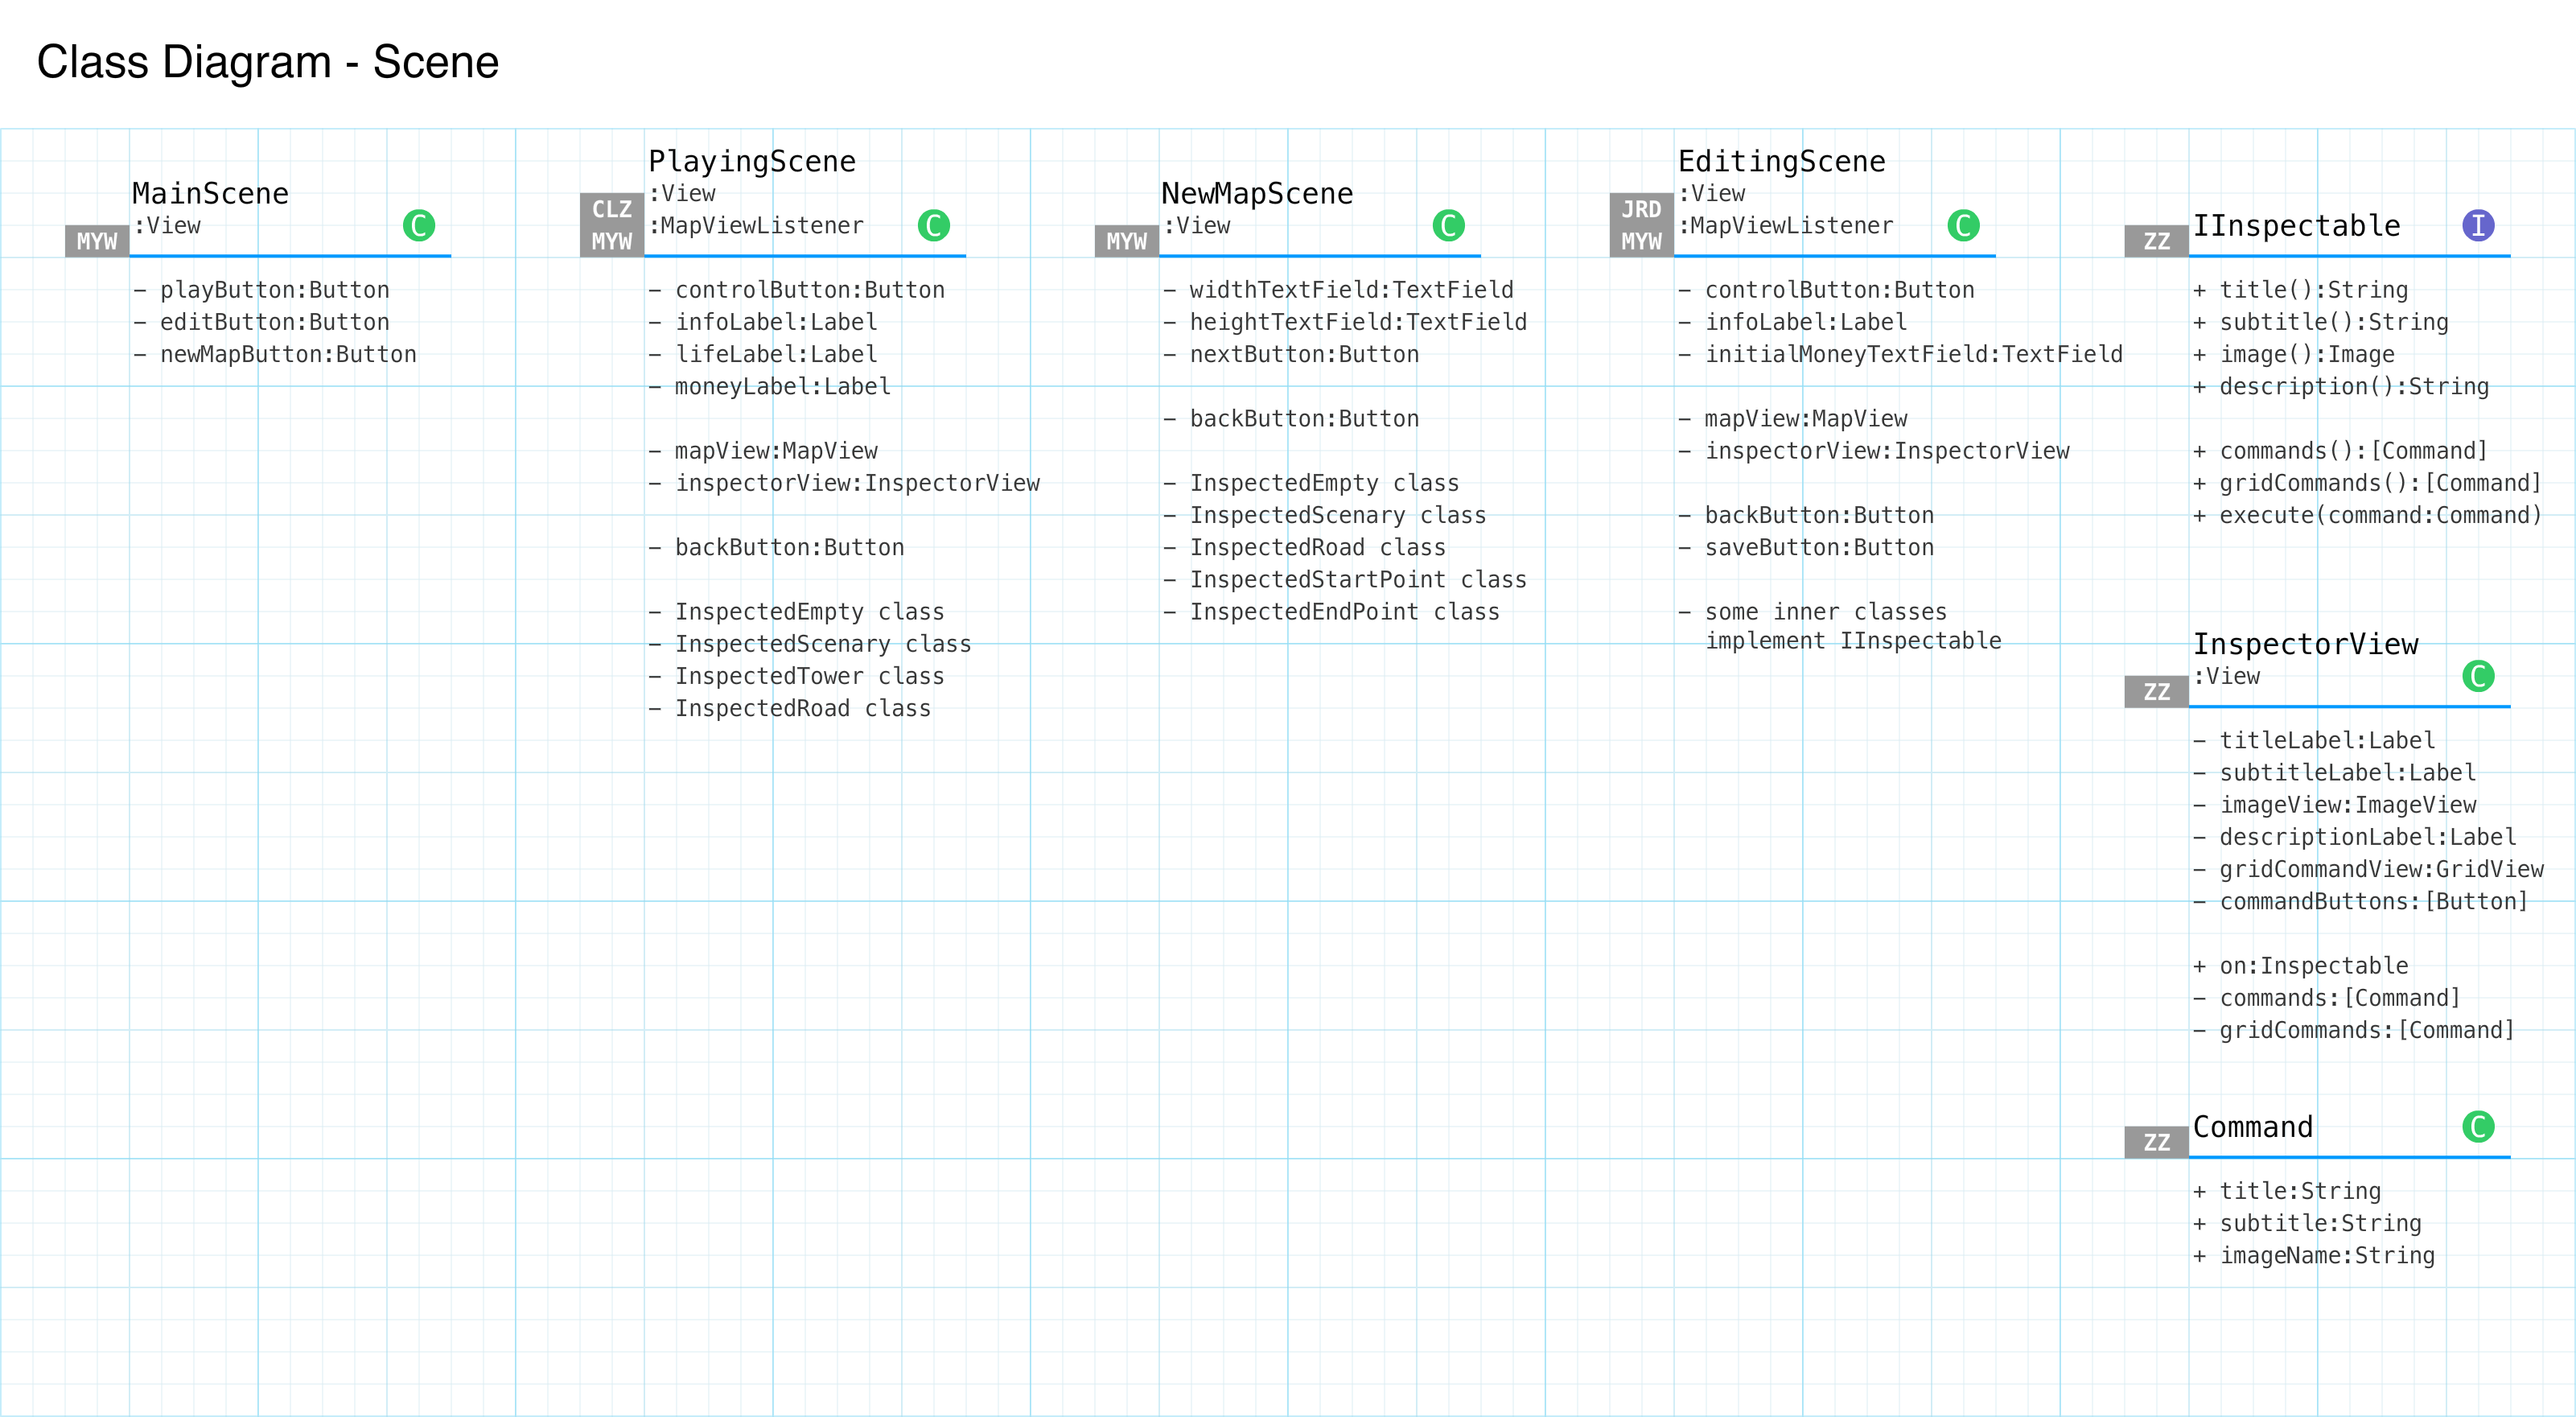 Class Diagram - Scene
MainScene
:View
C
MYW
− playButton:Button
− editButton:Button
− newMapButton:Button
PlayingScene
:View
:MapViewListener
C
CLZ
MYW
− controlButton:Button
− infoLabel:Label
− lifeLabel:Label
− moneyLabel:Label
− mapView:MapView
− inspectorView:InspectorView
− backButton:Button
− InspectedEmpty class
− InspectedScenary class
− InspectedTower class
− InspectedRoad class
NewMapScene
:View
C
MYW
− widthTextField:TextField
− heightTextField:TextField
− nextButton:Button
− backButton:Button
− InspectedEmpty class
− InspectedScenary class
− InspectedRoad class
− InspectedStartPoint class
− InspectedEndPoint class
EditingScene
:View
:MapViewListener
C
JRD
MYW
− controlButton:Button
− infoLabel:Label
− initialMoneyTextField:TextField
− mapView:MapView
− inspectorView:InspectorView
− backButton:Button
− saveButton:Button
− some inner classes
implement IInspectable
IInspectable
I
ZZ
+ title():String
+ subtitle():String
+ image():Image
+ description():String
+ commands():[Command]
+ gridCommands():[Command]
+ execute(command:Command)
InspectorView
:View
C
ZZ
− titleLabel:Label
− subtitleLabel:Label
− imageView:ImageView
− descriptionLabel:Label
− gridCommandView:GridView
− commandButtons:[Button]
+ on:Inspectable
− commands:[Command]
− gridCommands:[Command]
Command
C
ZZ
+ title:String
+ subtitle:String
+ imageName:String